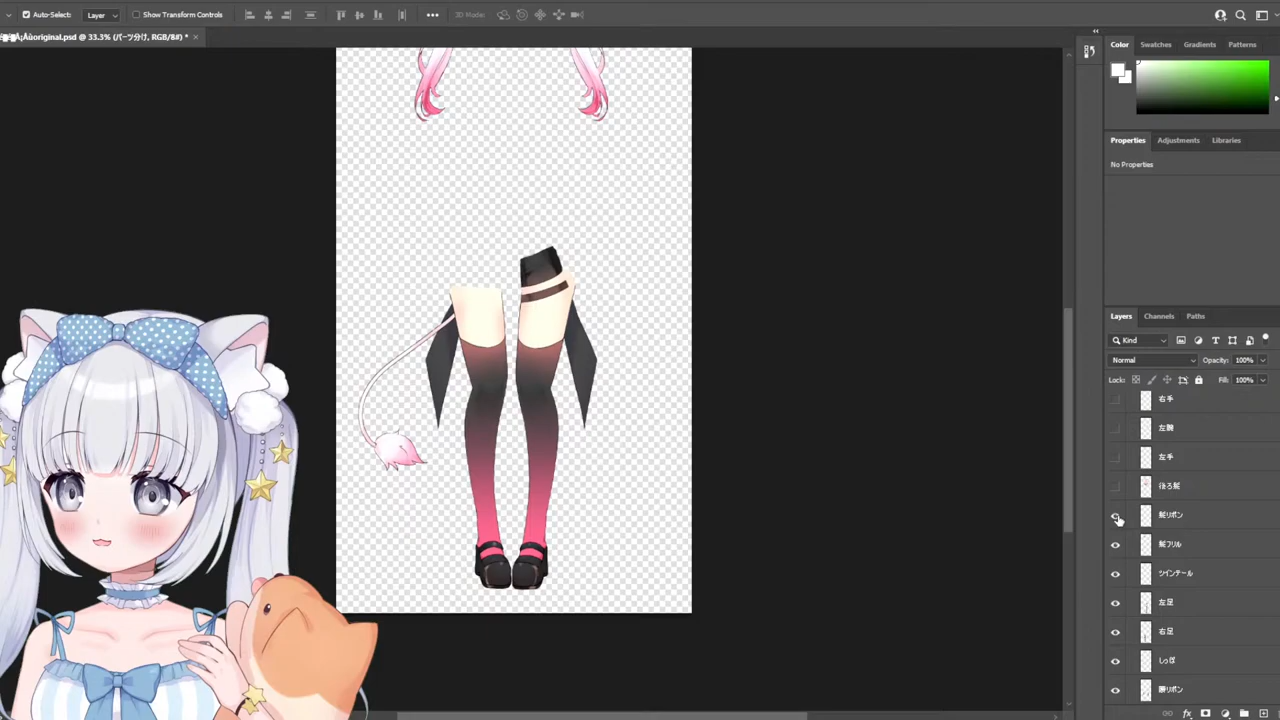 Auto-Select:
Layer
Show Transform Controls
3D Mode:
original.psd @ 33.3% (パーツ分け, RGB/8#) *
Color
Swatches
Gradients
Patterns
Properties
Adjustments
Libraries
No Properties
Layers
Channels
Paths
Kind
Normal
Opacity: 100%
Lock:
Fill: 100%
右手
左腕
左手
後ろ髪
髪リボン
髪フリル
ツインテール
左足
右足
しっぽ
腰リボン
fx